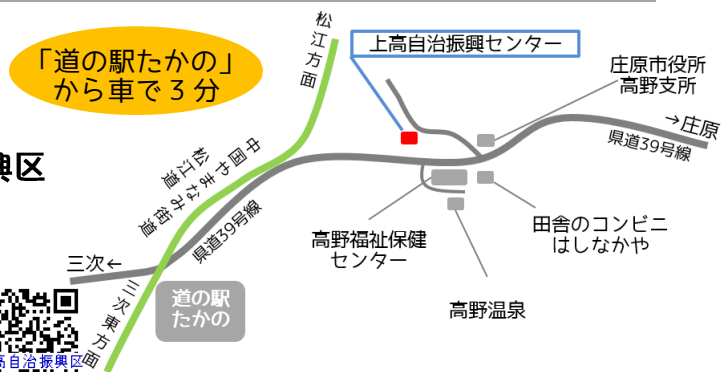 「道の駅たかの」
から車で3分
松江方面
上高自治振興センター
庄原市役所
高野支所
→庄原
県道39号線
興区
中国やまなみ街道
松江道
県道39号線
高野福祉保健
センター
田舎のコンビニ
はしなかや
三次←
道の駅
たかの
高野温泉
三次東方面
高自治振興区